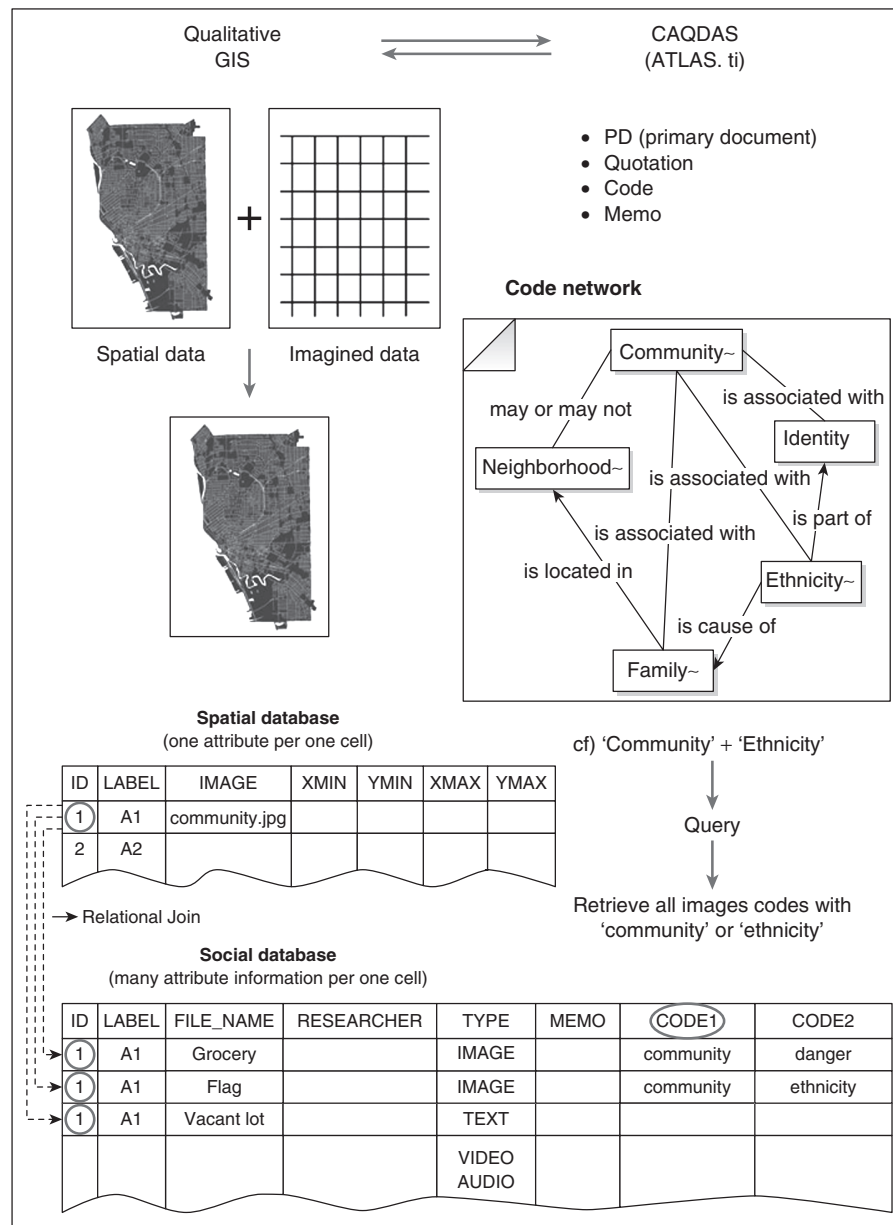 Qualitative
GIS
CAQDAS
(ATLAS. ti)
• PD (primary document)
• Quotation
• Code
• Memo
+
Spatial data
Imagined data
Code network
Community~
may or may not
is associated with
Identity
Neighborhood~
is associated with
is part of
is associated with
is located in
Ethnicity~
is cause of
Family~
Spatial database
(one attribute per one cell)
ID LABEL IMAGE XMIN YMIN XMAX YMAX
1 A1 community.jpg
2 A2
Relational Join
cf) ‘Community’ + ‘Ethnicity’
Query
Retrieve all images codes with
‘community’ or ‘ethnicity’
Social database
(many attribute information per one cell)
ID LABEL FILE_NAME RESEARCHER TYPE MEMO CODE1 CODE2
1 A1 Grocery IMAGE community danger
1 A1 Flag IMAGE community ethnicity
1 A1 Vacant lot TEXT
VIDEO
AUDIO